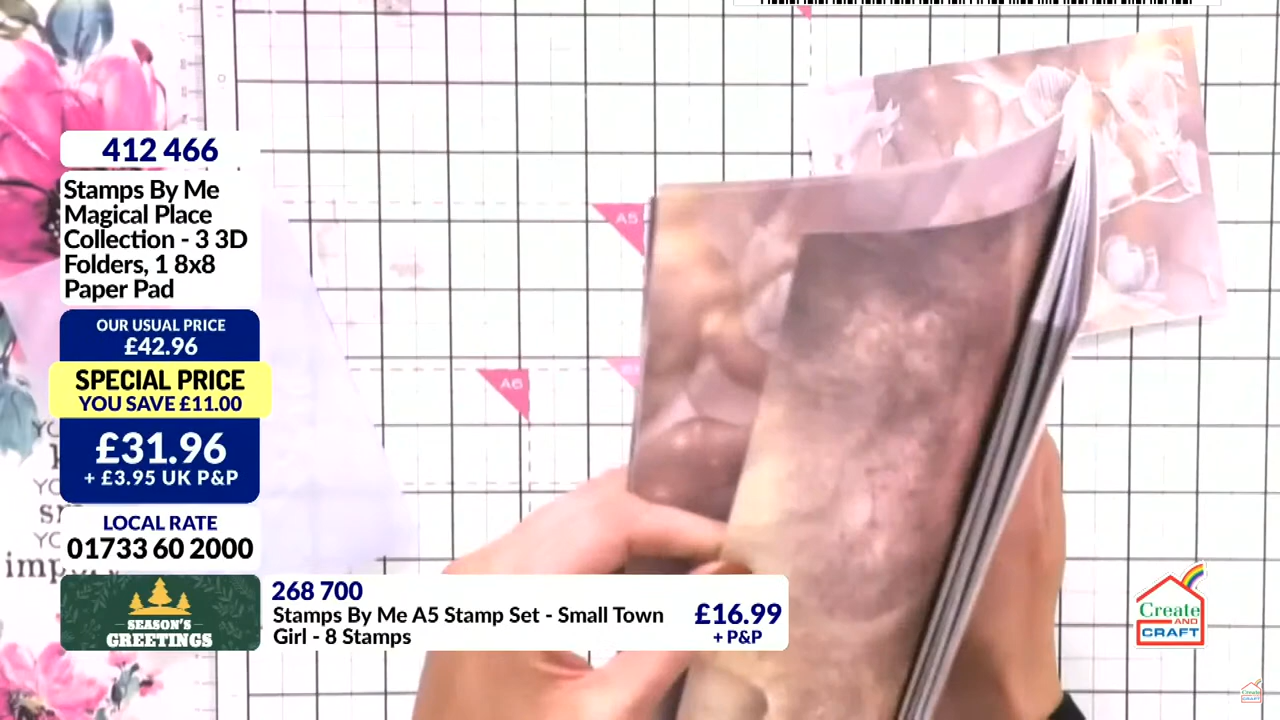 412 466
Stamps By Me
Magical Place
Collection - 3 3D
Folders, 1 8x8
Paper Pad
OUR USUAL PRICE
£42.96
SPECIAL PRICE
YOU SAVE £11.00
£31.96
+ £3.95 UK P&P
LOCAL RATE
01733 60 2000
SEASON'S
GREETINGS
268 700
Stamps By Me A5 Stamp Set - Small Town
Girl - 8 Stamps
£16.99
+ P&P
A5
A6
Create
AND
CRAFT
Create
CRAFT